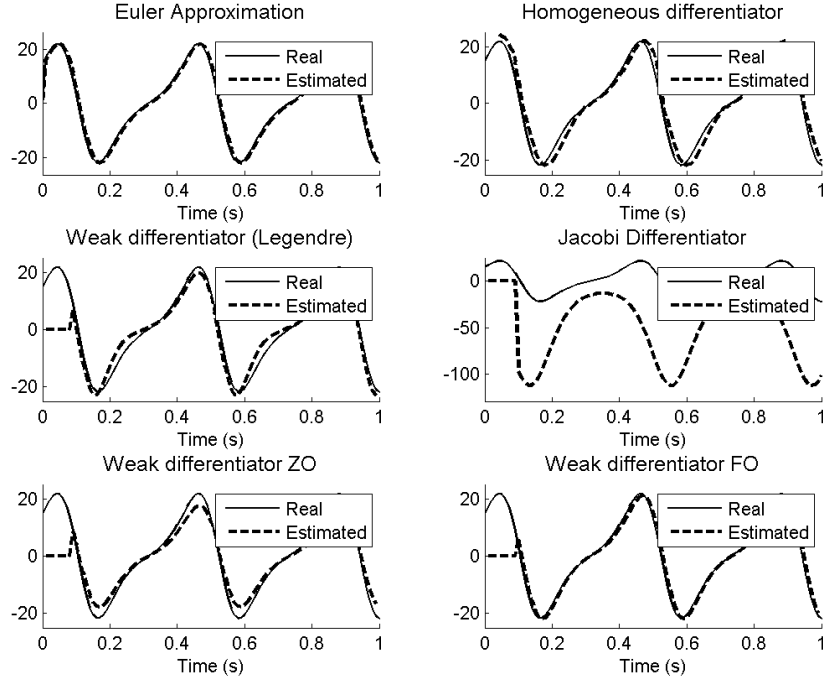 Euler Approximation
Real
Estimated
20
0
-20
0 0.2 0.4 0.6 0.8 1
Time (s)
Homogeneous differentiator
Real
Estimated
20
0
-20
0 0.2 0.4 0.6 0.8 1
Time (s)
Weak differentiator (Legendre)
Real
Estimated
20
0
-20
0 0.2 0.4 0.6 0.8 1
Time (s)
Jacobi Differentiator
Real
Estimated
0
-50
-100
0 0.2 0.4 0.6 0.8 1
Time (s)
Weak differentiator ZO
Real
Estimated
20
0
-20
0 0.2 0.4 0.6 0.8 1
Time (s)
Weak differentiator FO
Real
Estimated
20
0
-20
0 0.2 0.4 0.6 0.8 1
Time (s)